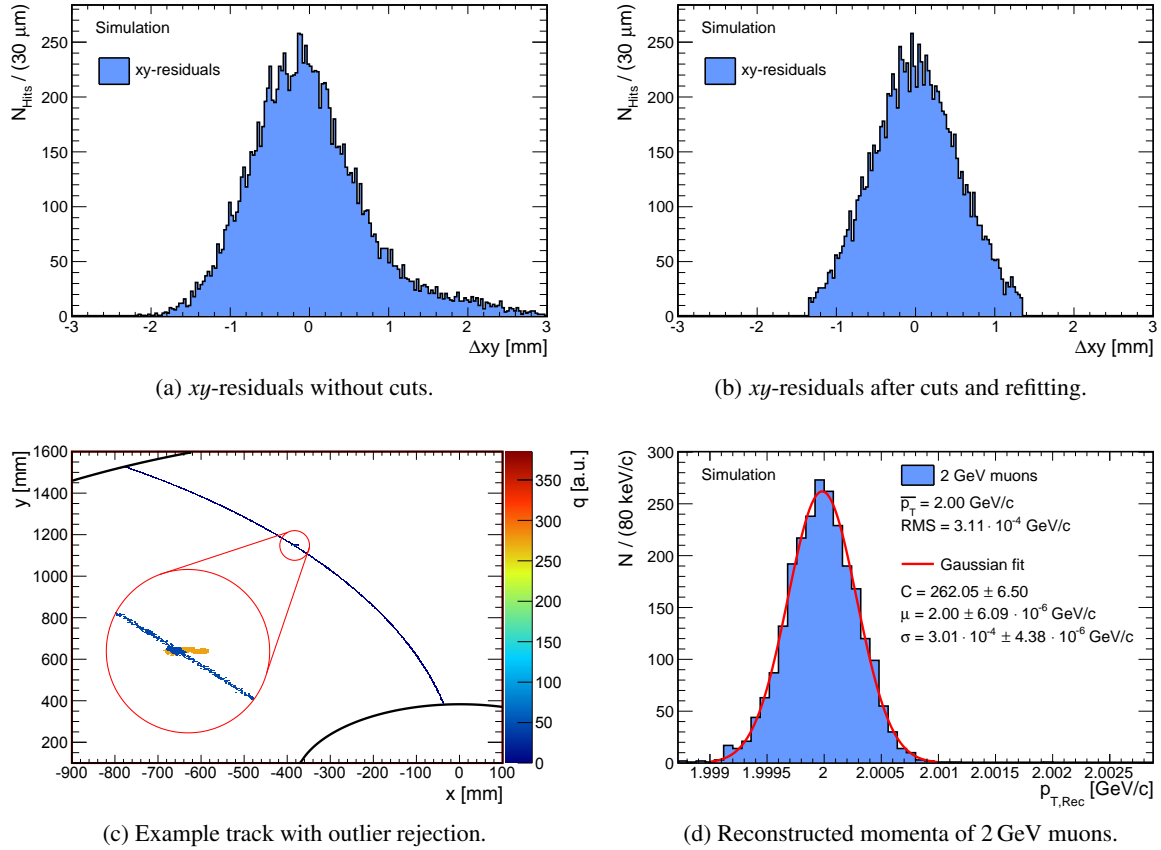 Simulation
xy-residuals
N_Hits / (30 μm)
250
200
150
100
50
0
-3 -2 -1 0 1 2 3
Δxy [mm]
(a) xy-residuals without cuts.
Simulation
xy-residuals
N_Hits / (30 μm)
250
200
150
100
50
0
-3 -2 -1 0 1 2 3
Δxy [mm]
(b) xy-residuals after cuts and refitting.
y [mm]
1600
1400
1200
1000
800
600
400
200
-900 -800 -700 -600 -500 -400 -300 -200 -100 0 100
x [mm]
q [a.u.]
350
300
250
200
150
100
50
0
(c) Example track with outlier rejection.
Simulation
2 GeV muons
p̅_T = 2.00 GeV/c
RMS = 3.11 · 10⁻⁴ GeV/c
Gaussian fit
C = 262.05 ± 6.50
μ = 2.00 ± 6.09 · 10⁻⁶ GeV/c
σ = 3.01 · 10⁻⁴ ± 4.38 · 10⁻⁶ GeV/c
N / (80 keV/c)
300
250
200
150
100
50
0
1.999 1.9995 2 2.0005 2.001 2.0015 2.002 2.0025
p_T,Rec [GeV/c]
(d) Reconstructed momenta of 2 GeV muons.